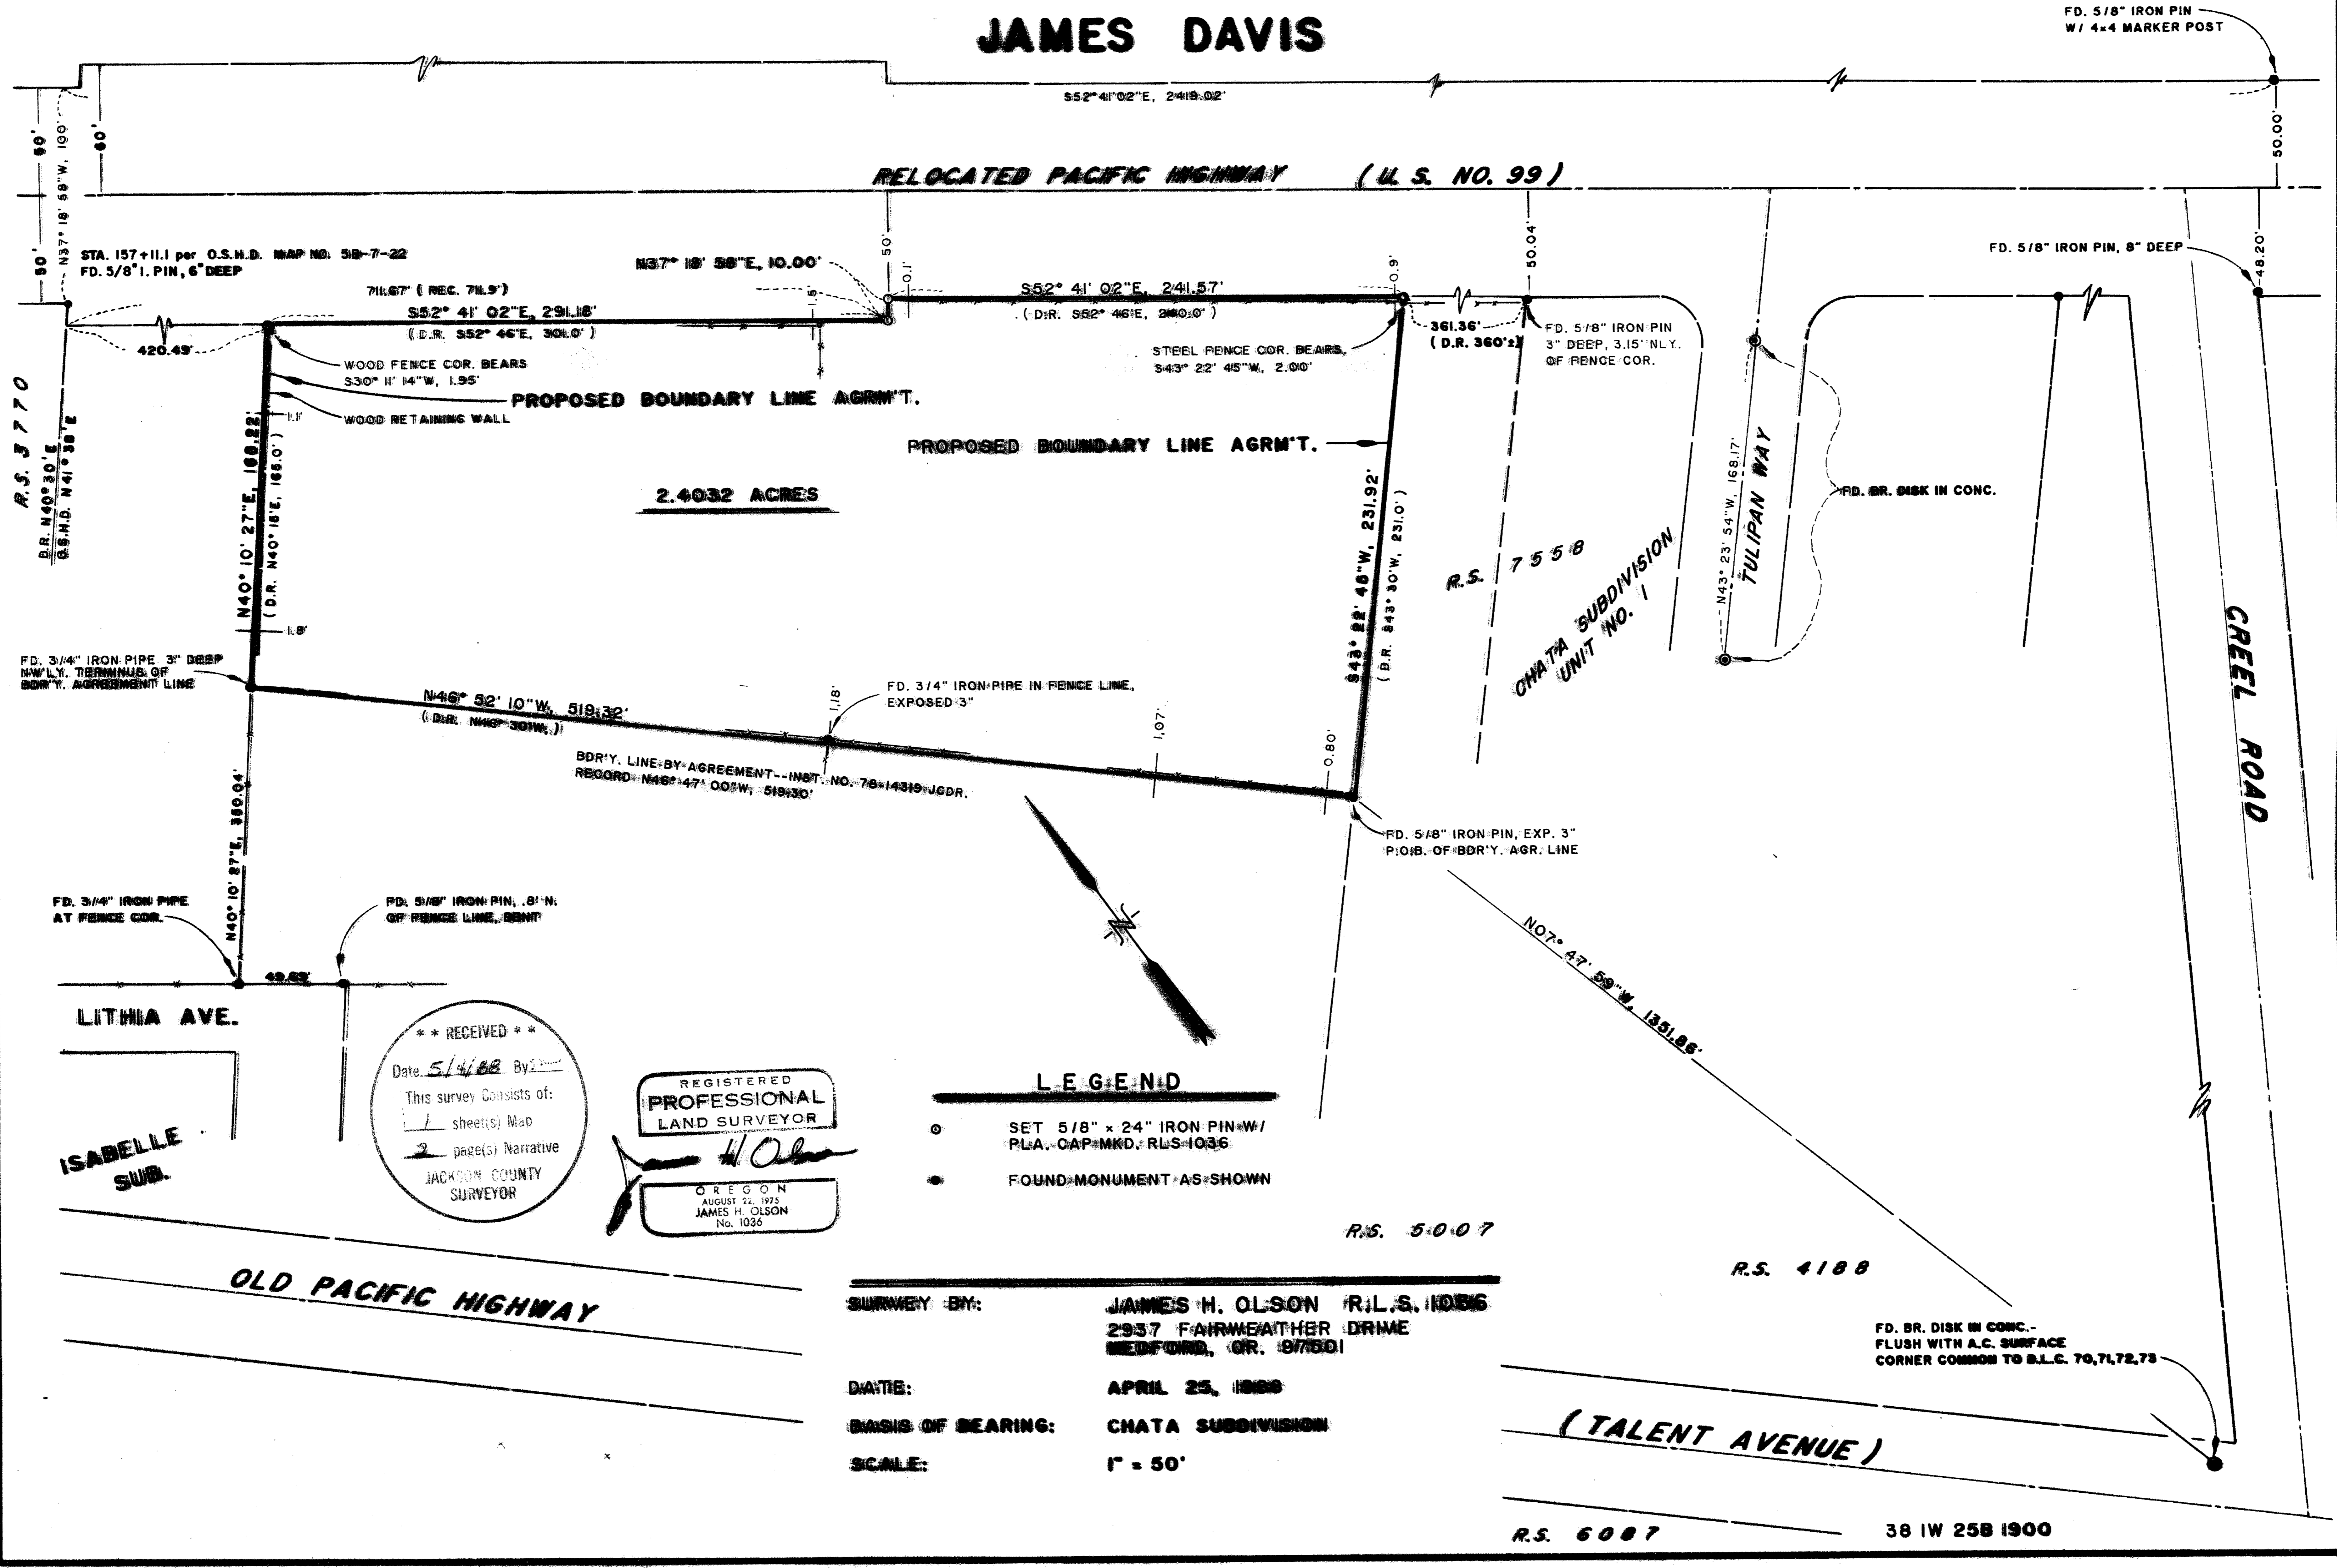 JAMES DAVIS
FD. 5/8" IRON PIN
W/ 4x4 MARKER POST
S52°41'02"E, 2419.02'
50'
N37° 18' 58"W, 100'
60'
50.00'
RELOCATED PACIFIC HIGHWAY (U. S. NO. 99)
50'
STA. 157+11.1 per O.S.H.D. MAP NO. 5B-7-22
FD. 5/8" I. PIN, 6" DEEP
N37° 18' 58"E, 10.00'
50'
0.1'
0.9'
50.04'
FD. 5/8" IRON PIN, 8" DEEP
48.20'
711.67' ( REC. 711.9')
1.5
S52° 41' 02"E, 291.18'
( D.R. S52° 46'E, 301.0' )
S52° 41' 02"E, 241.57'
( D.R. S52° 46'E, 240.0' )
420.49'
361.36'
( D.R. 360'±)
FD. 5/8" IRON PIN
3" DEEP, 3.15' NLY.
OF FENCE COR.
WOOD FENCE COR. BEARS
S30° 11' 14"W, 1.95'
STEEL FENCE COR. BEARS,
S43° 22' 45"W, 2.00'
PROPOSED BOUNDARY LINE AGRM'T.
WOOD RETAINING WALL
1.1'
R.S. 3770
D.R. N40°30'E
O.S.H.D. N41°38'E
PROPOSED BOUNDARY LINE AGRM'T.
N40° 10' 27"E, 168.22'
( D.R. N40° 15'E, 165.0' )
2.4032 ACRES
S43° 22' 45"W, 231.92'
( D.R. S43° 30'W, 231.0' )
R.S. 7558
CHATA SUBDIVISION
UNIT NO. 1
N43° 23' 54"W, 168.17'
TULIPAN WAY
FD. BR. DISK IN CONC.
CREEL ROAD
1.8'
FD. 3/4" IRON PIPE 3" DEEP
NW'LY. TERMINUS OF
BDR'Y. AGREEMENT LINE
N46° 52' 10"W, 519.32'
( D.R. N46° 30'W, )
1.18'
FD. 3/4" IRON PIPE IN FENCE LINE,
EXPOSED 3"
1.07'
0.80'
BDR'Y. LINE BY AGREEMENT--INST. NO. 78-14319 JCDR.
RECORD N46° 47' 00"W, 519.30'
FD. 5/8" IRON PIN, EXP. 3"
P.O.B. OF BDR'Y. AGR. LINE
N40° 10' 27"E, 350.04'
FD. 3/4" IRON PIPE
AT FENCE COR.
FD. 5/8" IRON PIN, .8' N.
OF FENCE LINE, BENT
N07° 47' 59"W, 1351.86'
49.69'
LITHIA AVE.
* * RECEIVED * *
Date 5/4/88 By
This survey Consists of:
1 sheet(s) Map
2 page(s) Narrative
JACKSON COUNTY
SURVEYOR
REGISTERED
PROFESSIONAL
LAND SURVEYOR
James H Olson
OREGON
AUGUST 22, 1975
JAMES H. OLSON
No. 1036
LEGEND
SET 5/8" x 24" IRON PIN W/
PLA. CAP MKD. RLS 1036
FOUND MONUMENT AS SHOWN
ISABELLE
SUB.
R.S. 5007
R.S. 4188
OLD PACIFIC HIGHWAY
SURVEY BY: JAMES H. OLSON R.L.S. 1036
2937 FAIRWEATHER DRIVE
MEDFORD, OR. 97501
DATE: APRIL 25, 1988
BASIS OF BEARING: CHATA SUBDIVISION
SCALE: 1" = 50'
FD. BR. DISK IN CONC.-
FLUSH WITH A.C. SURFACE
CORNER COMMON TO D.L.C. 70,71,72,73
(TALENT AVENUE)
R.S. 6087
38 1W 25B 1900